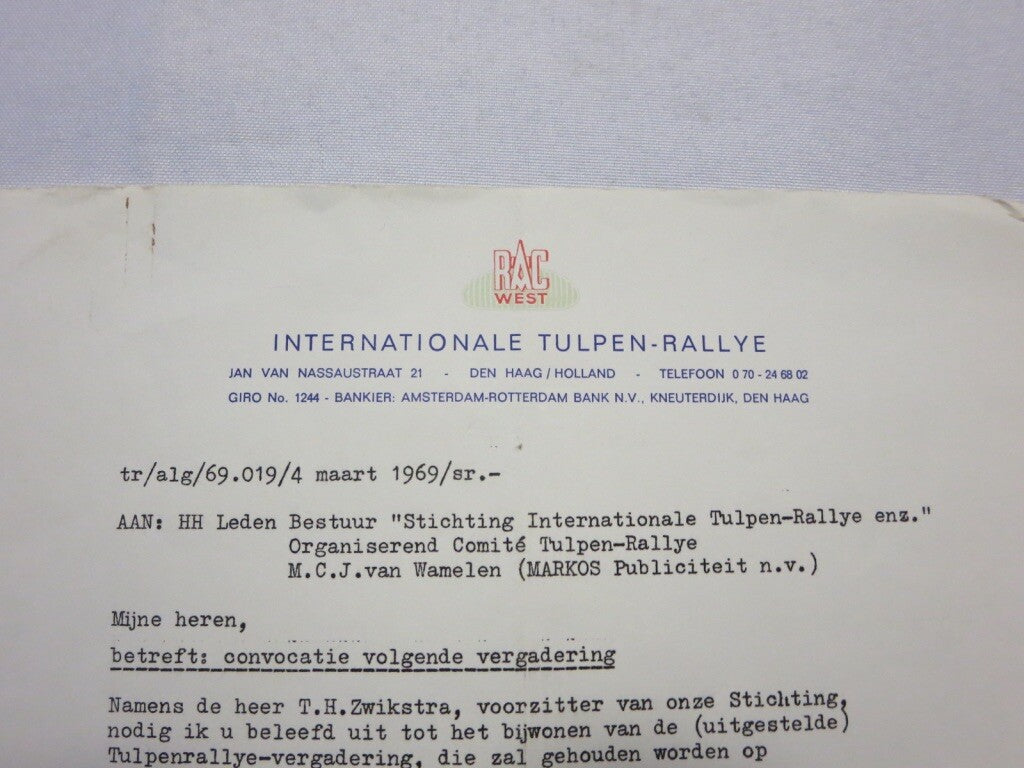 RAC
WEST
INTERNATIONALE TULPEN-RALLYE
JAN VAN NASSAUSTRAAT 21 - DEN HAAG / HOLLAND - TELEFOON 0 70 - 24 68 02
GIRO No. 1244 - BANKIER: AMSTERDAM-ROTTERDAM BANK N.V., KNEUTERDIJK, DEN HAAG
tr/alg/69.019/4 maart 1969/sr.-
AAN: HH Leden Bestuur "Stichting Internationale Tulpen-Rallye enz."
Organiserend Comité Tulpen-Rallye
M.C.J.van Wamelen (MARKOS Publiciteit n.v.)
Mijne heren,
betreft: convocatie volgende vergadering
Namens de heer T.H.Zwikstra, voorzitter van onze Stichting,
nodig ik u beleefd uit tot het bijwonen van de (uitgestelde)
Tulpenrallye-vergadering, die zal gehouden worden op